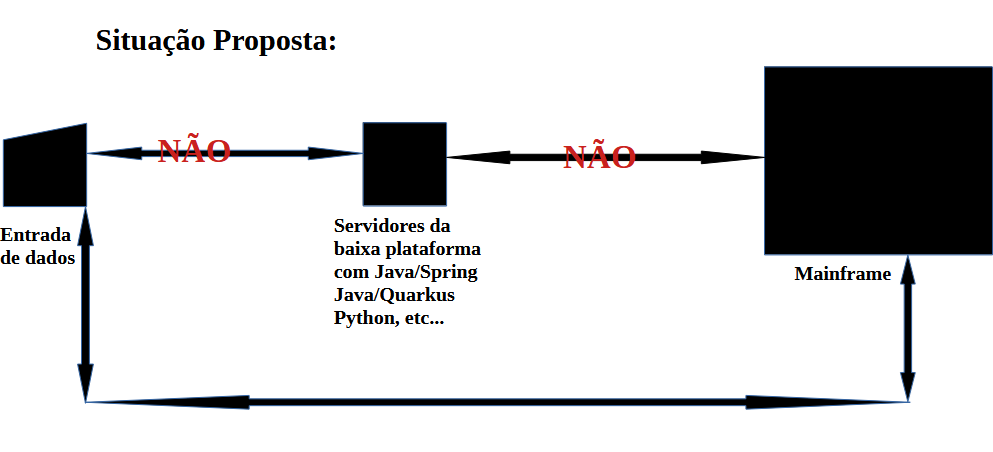 Situação Proposta:
NÃO
NÃO
Entrada
de dados
Servidores da
baixa plataforma
com Java/Spring
Java/Quarkus
Python, etc...
Mainframe